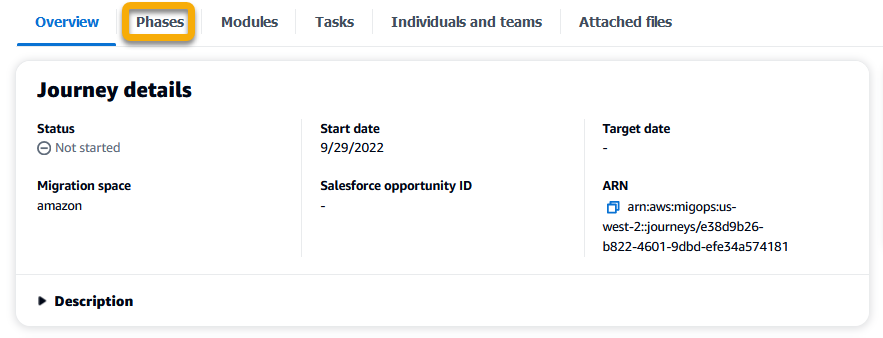 Overview
Phases
Modules
Tasks
Individuals and teams
Attached files
Journey details
Status
Not started
Start date
9/29/2022
Target date
-
Migration space
amazon
Salesforce opportunity ID
-
ARN
arn:aws:migops:us-
west-2::journeys/e38d9b26-
b822-4601-9dbd-efe34a574181
Description